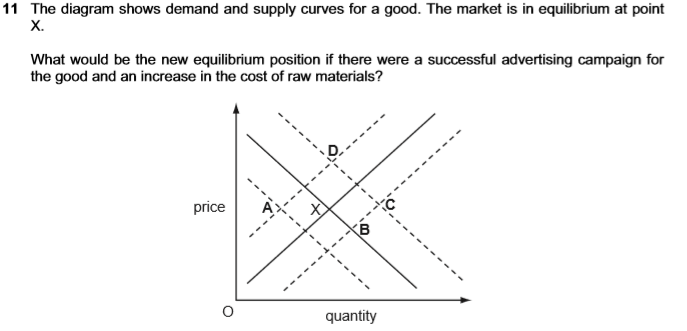 11 The diagram shows demand and supply curves for a good. The market is in equilibrium at point
X.
What would be the new equilibrium position if there were a successful advertising campaign for
the good and an increase in the cost of raw materials?
D
price
A
X
C
B
O
quantity